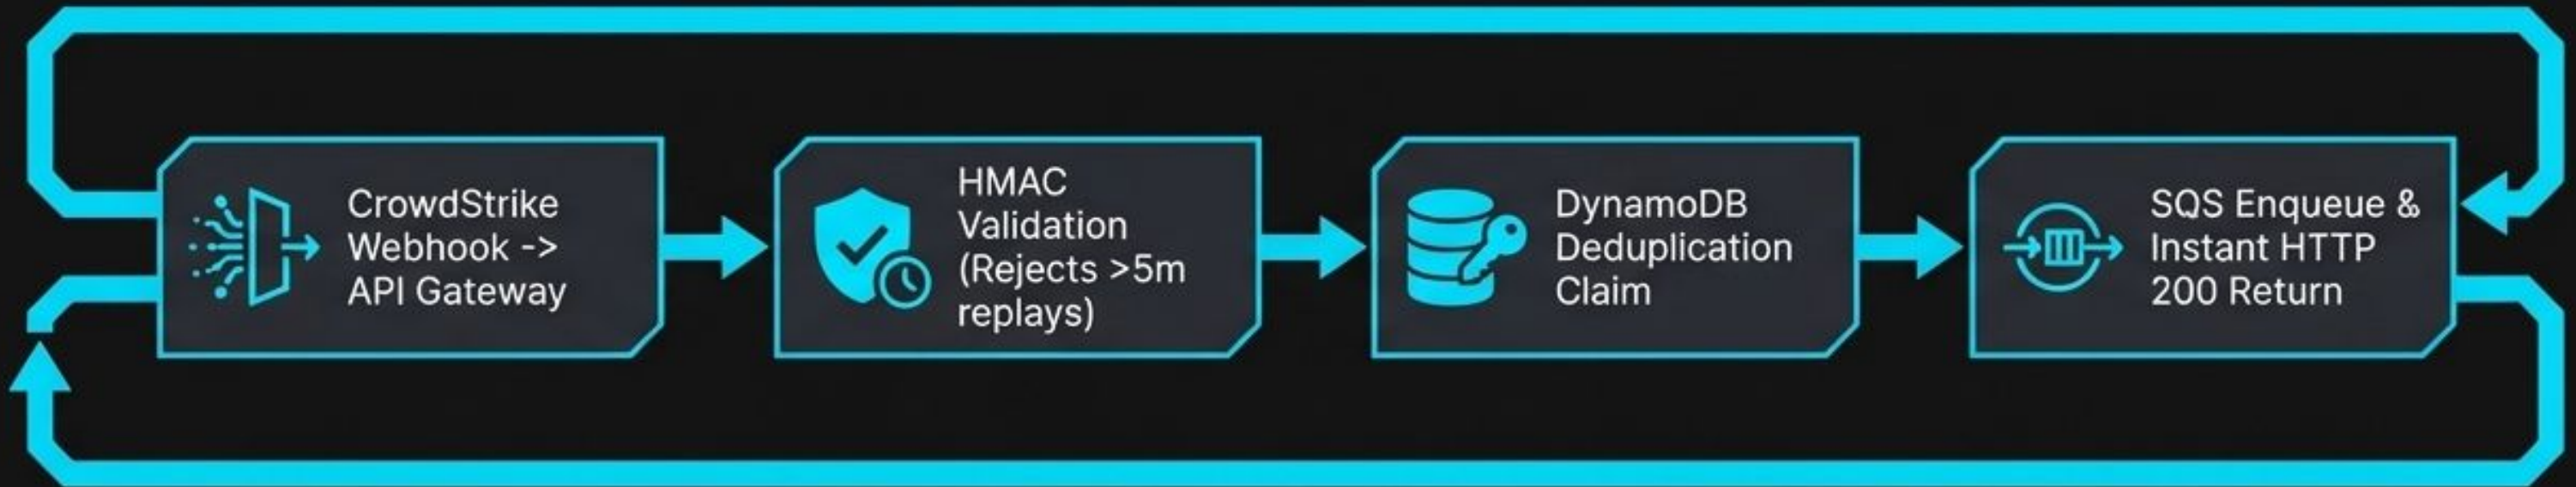 CrowdStrike
Webhook ->
API Gateway
HMAC
Validation
(Rejects >5m
replays)
DynamoDB
Deduplication
Claim
SQS Enqueue &
Instant HTTP
200 Return